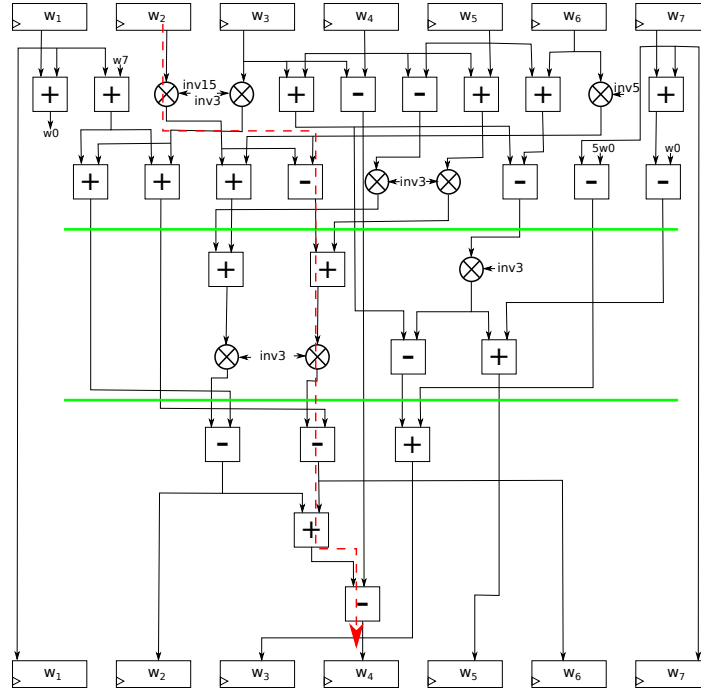 w₁ w₂ w₃ w₄ w₅ w₆ w₇
w7
+ + inv15 + - - + + inv5 +
inv3
w0
5w0 w0
+ + + - inv3 - - -
+ + inv3
inv3 - +
- - +
+
-
w₁ w₂ w₃ w₄ w₅ w₆ w₇